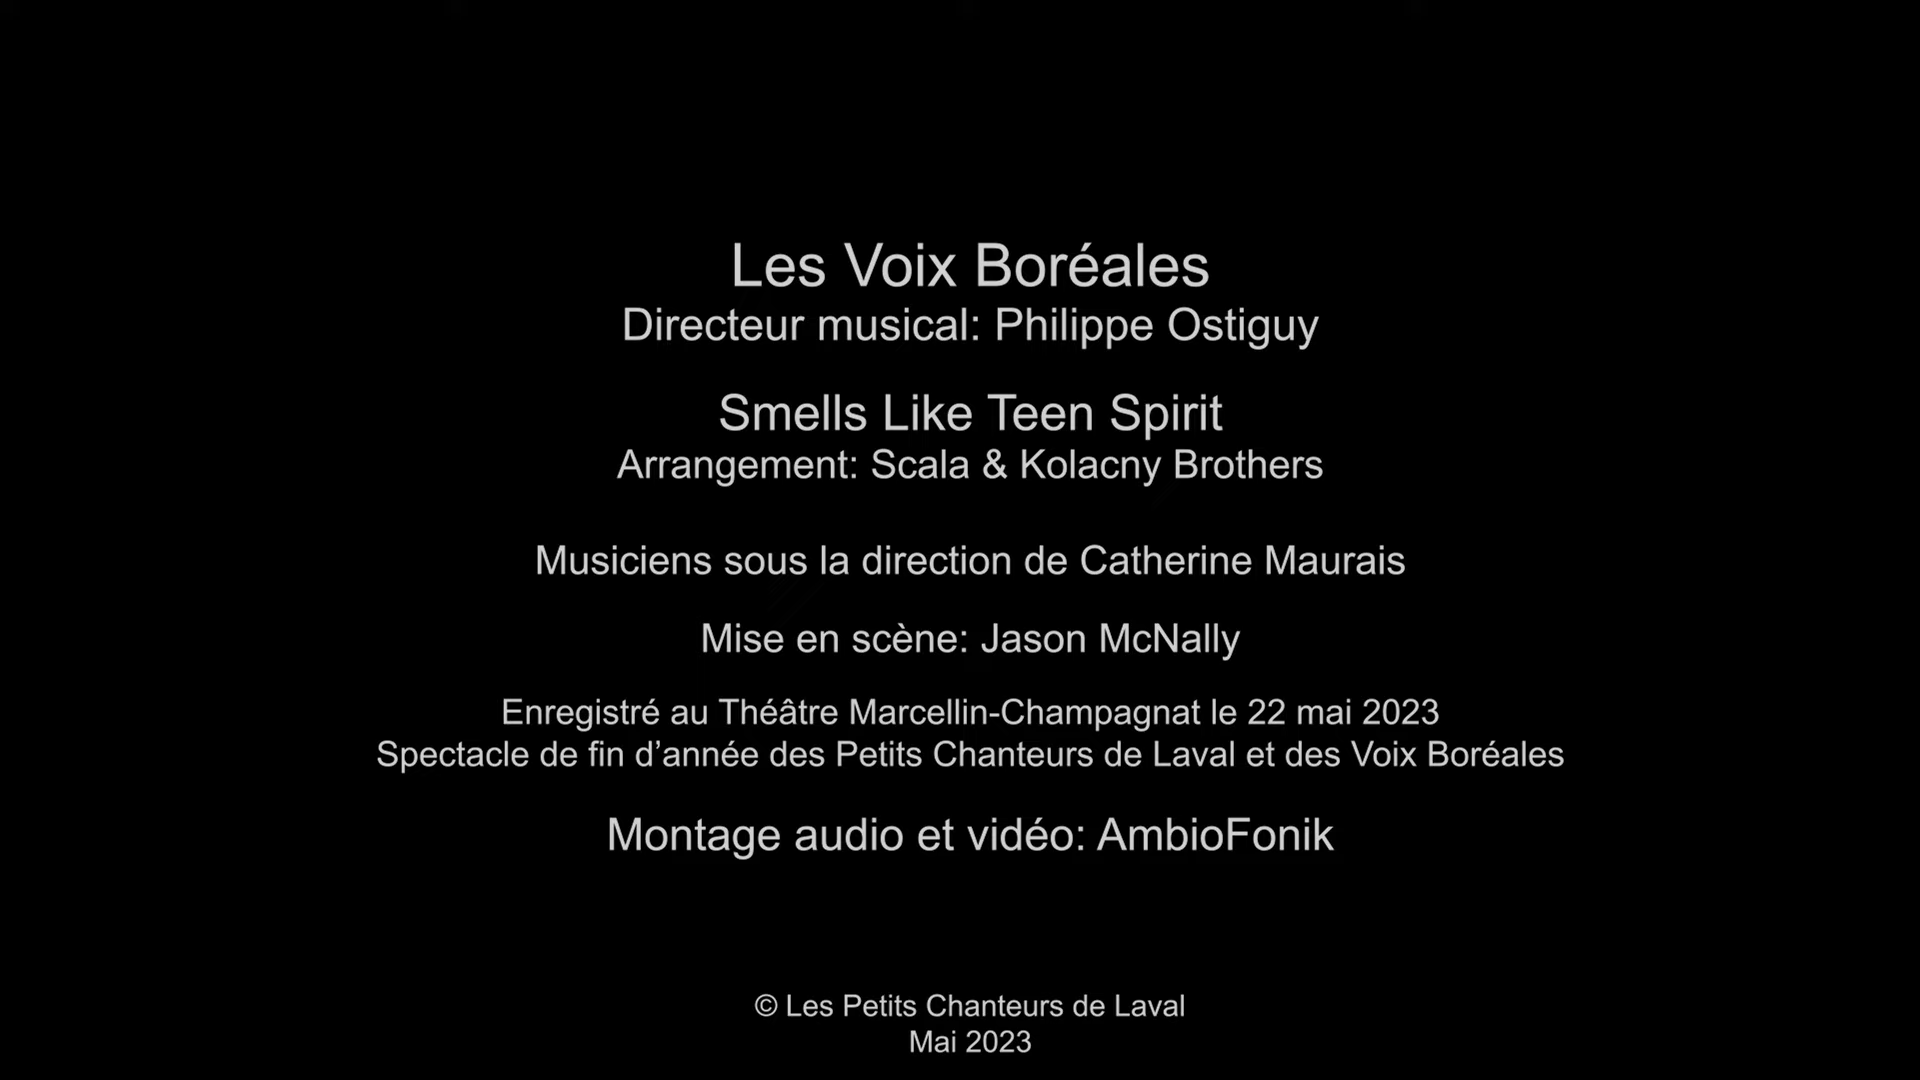 Les Voix Boréales
Directeur musical: Philippe Ostiguy
Smells Like Teen Spirit
Arrangement: Scala & Kolacny Brothers
Musiciens sous la direction de Catherine Maurais
Mise en scène: Jason McNally
Enregistré au Théâtre Marcellin-Champagnat le 22 mai 2023
Spectacle de fin d’année des Petits Chanteurs de Laval et des Voix Boréales
Montage audio et vidéo: AmbioFonik
© Les Petits Chanteurs de Laval
Mai 2023